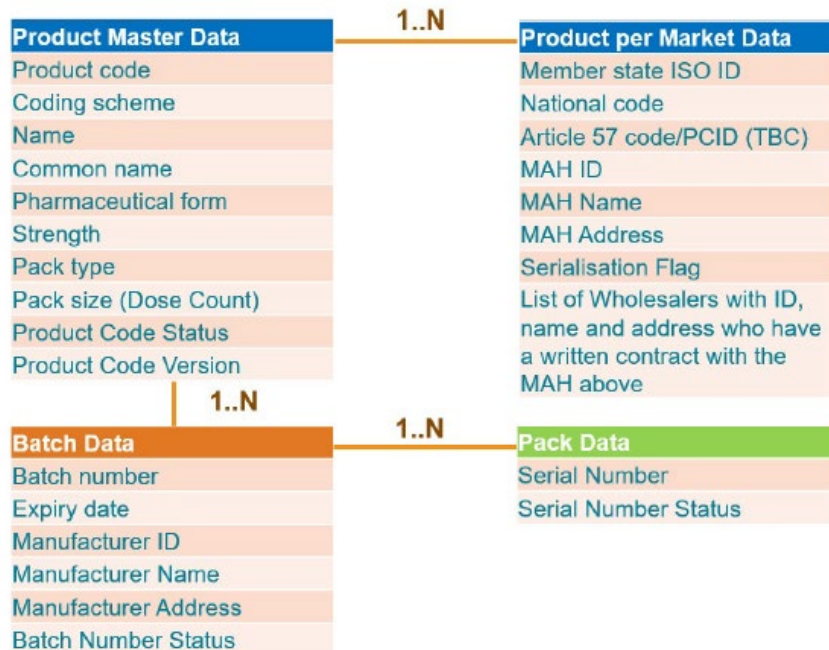 1..N
Product Master Data
Product code
Coding scheme
Name
Common name
Pharmaceutical form
Strength
Pack type
Pack size (Dose Count)
Product Code Status
Product Code Version
Product per Market Data
Member state ISO ID
National code
Article 57 code/PCID (TBC)
MAH ID
MAH Name
MAH Address
Serialisation Flag
List of Wholesalers with ID,
name and address who have
a written contract with the
MAH above
1..N
Batch Data
Batch number
Expiry date
Manufacturer ID
Manufacturer Name
Manufacturer Address
Batch Number Status
1..N
Pack Data
Serial Number
Serial Number Status